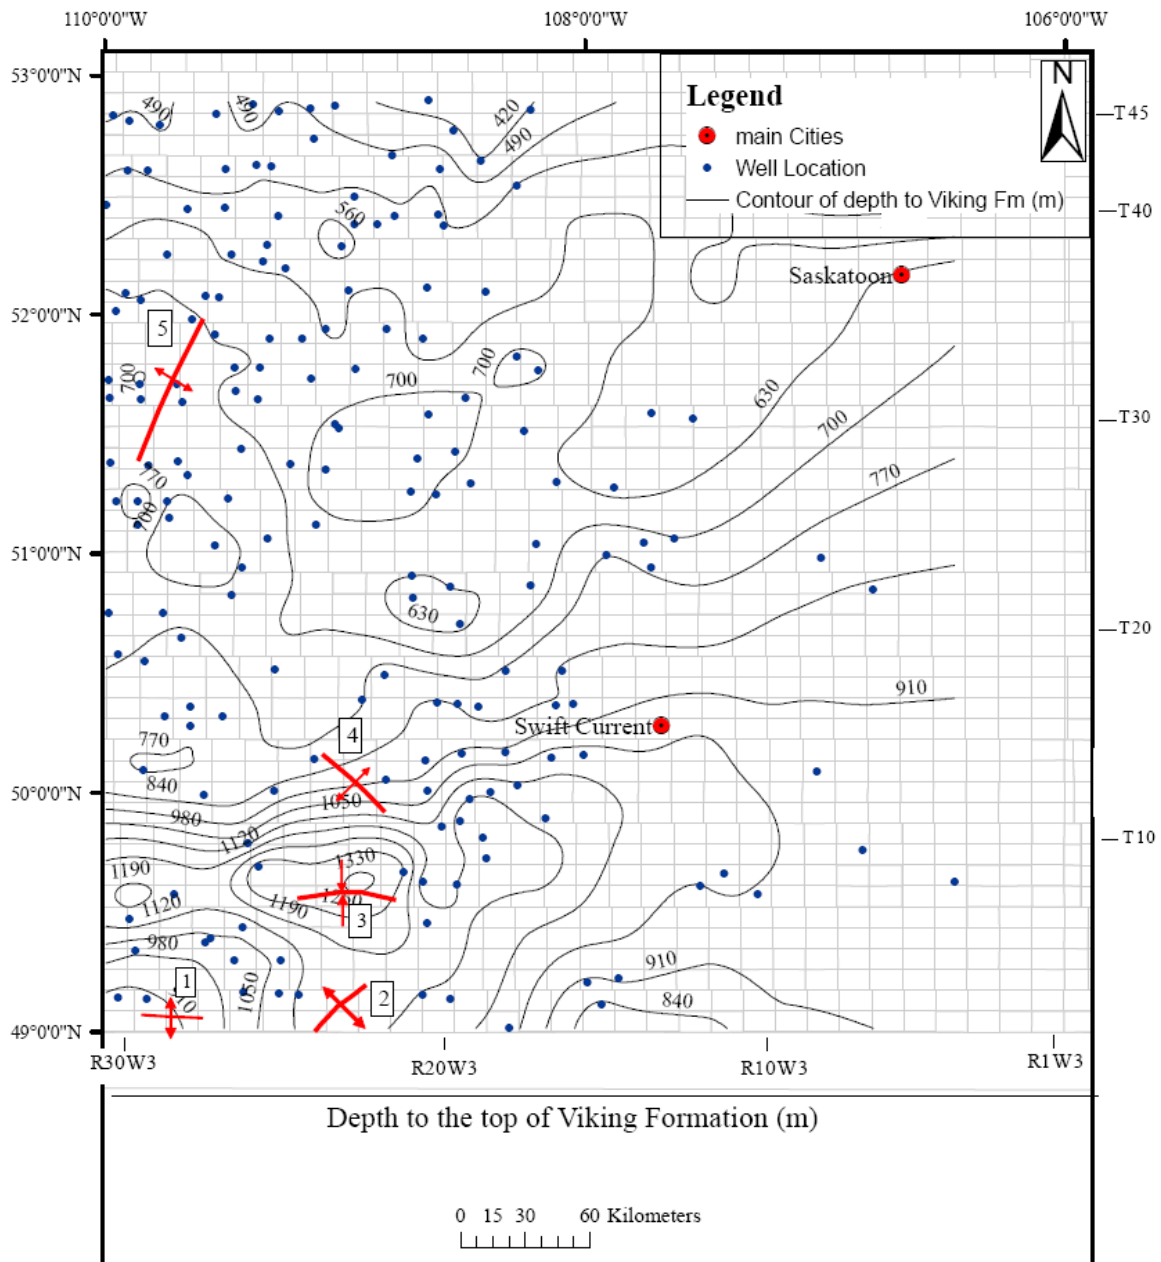 110°0'0"W 108°0'0"W 106°0'0"W
53°0'0"N
N
Legend
main Cities
Well Location
Contour of depth to Viking Fm (m)
T45
490 490 420
490
T40
560
Saskatoon
52°0'0"N
5
700 700 700
630
700
T30
770
770
700
51°0'0"N
630
T20
910
Swift Current
4
770
840
50°0'0"N
1050
980
1120
T10
1330
1190
1190
1120
3
980
910
1
1050
2
840
49°0'0"N
R30W3 R20W3 R10W3 R1W3
Depth to the top of Viking Formation (m)
0 15 30 60 Kilometers